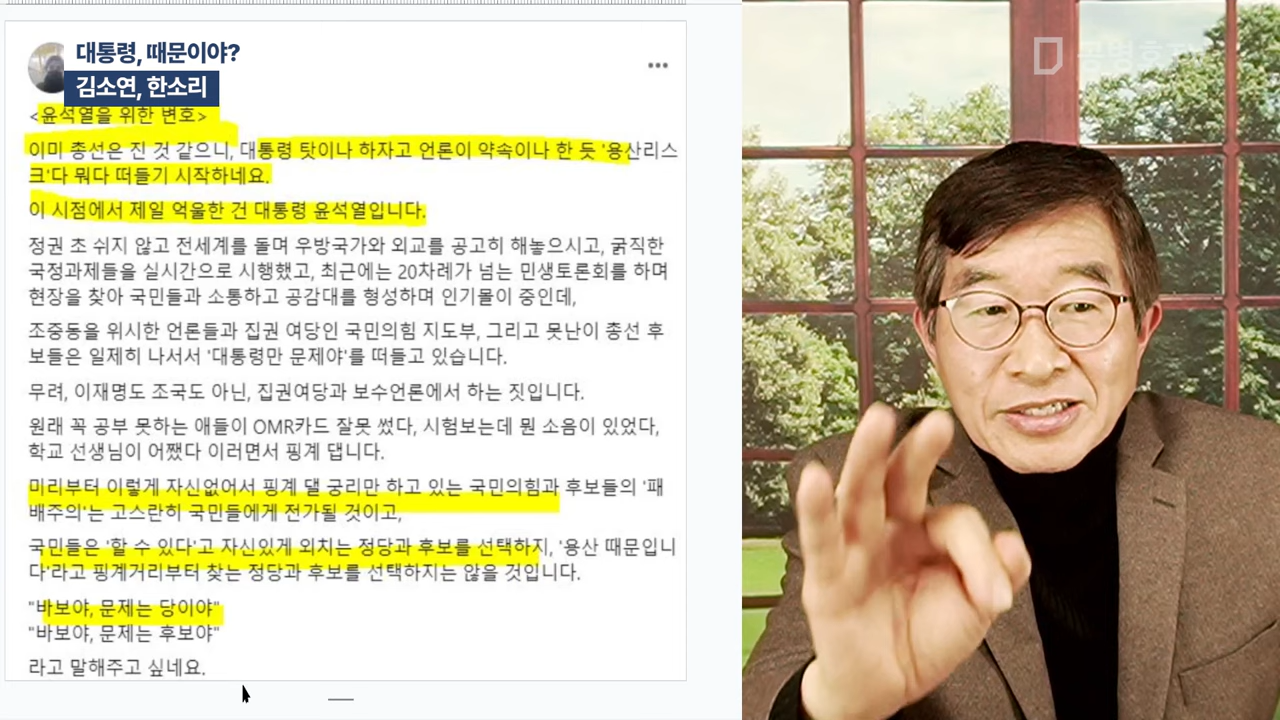 대통령, 때문이야?
김소연, 한소리
<윤석열을 위한 변호>
이미 총선은 진 것 같으니, 대통령 탓이나 하자고 언론이 약속이나 한 듯 '용산리스
크'다 뭐다 떠들기 시작하네요.
이 시점에서 제일 억울한 건 대통령 윤석열입니다.
정권 초 쉬지 않고 전세계를 돌며 우방국가와 외교를 공고히 해놓으시고, 굵직한
국정과제들을 실시간으로 시행했고, 최근에는 20차례가 넘는 민생토론회를 하며
현장을 찾아 국민들과 소통하고 공감대를 형성하며 인기몰이 중인데,
조중동을 위시한 언론들과 집권 여당인 국민의힘 지도부, 그리고 못난이 총선 후
보들은 일제히 나서서 '대통령만 문제야'를 떠들고 있습니다.
무려, 이재명도 조국도 아닌, 집권여당과 보수언론에서 하는 짓입니다.
원래 꼭 공부 못하는 애들이 OMR카드 잘못 썼다, 시험보는데 뭔 소음이 있었다,
학교 선생님이 어쨌다 이러면서 핑계 댑니다.
미리부터 이렇게 자신없어서 핑계 댈 궁리만 하고 있는 국민의힘과 후보들의 '패
배주의'는 고스란히 국민들에게 전가될 것이고,
국민들은 '할 수 있다'고 자신있게 외치는 정당과 후보를 선택하지, '용산 때문입니
다'라고 핑계거리부터 찾는 정당과 후보를 선택하지는 않을 것입니다.
"바보야, 문제는 당이야"
"바보야, 문제는 후보야"
라고 말해주고 싶네요.